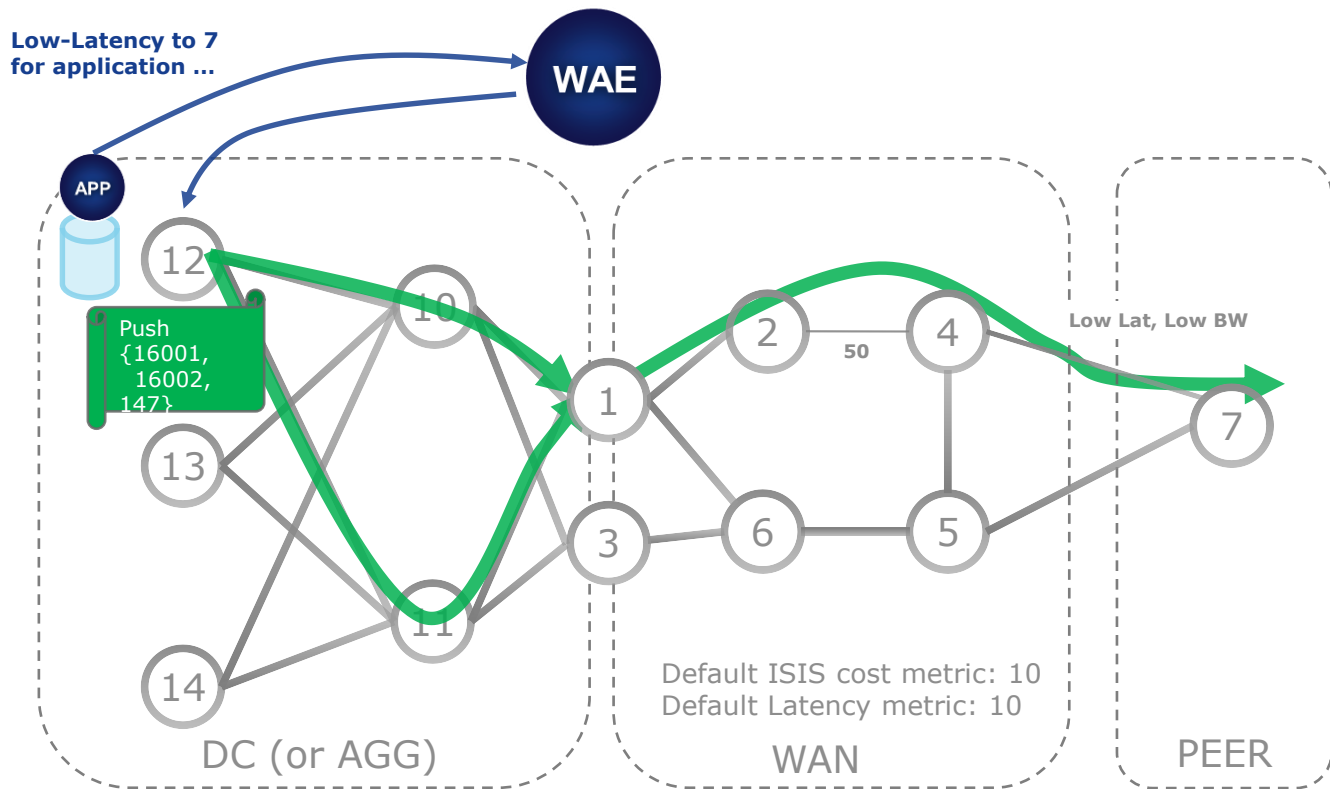 Low-Latency to 7
for application ...
WAE
APP
12
Push
{16001,
16002,
147}
10
2
4
Low Lat, Low BW
50
1
7
13
3
6
5
11
14
Default ISIS cost metric: 10
Default Latency metric: 10
DC (or AGG)
WAN
PEER